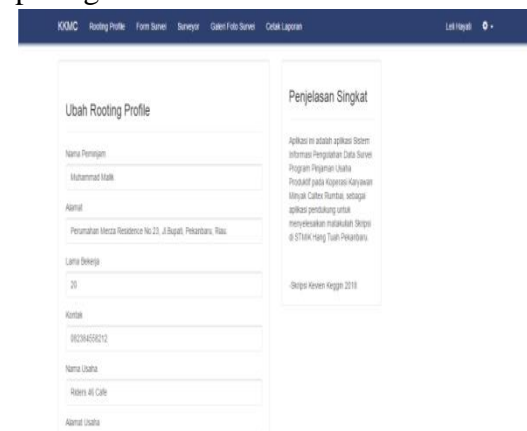 KKMC Rooting Profile Form Survei Surveyor Galeri Foto Survei Cetak Laporan Leli Hayati
Ubah Rooting Profile
Nama Peminjam
Muhammad Malik
Alamat
Perumahan Mecca Residence No.23, Jl.Bupati, Pekanbaru, Riau.
Lama Bekerja
20
Kontak
082384558212
Nama Usaha
Riders 46 Cafe
Alamat Usaha
Penjelasan Singkat
Aplikasi ini adalah aplikasi Sistem
Informasi Pengolahan Data Survei
Program Pinjaman Usaha
Produktif pada Koperasi Karyawan
Minyak Caltex Rumbai, sebagai
aplikasi pendukung untuk
menyelesaikan matakuliah Skripsi
di STMIK Hang Tuah Pekanbaru.
-Skripsi Kevien Keggin 2018